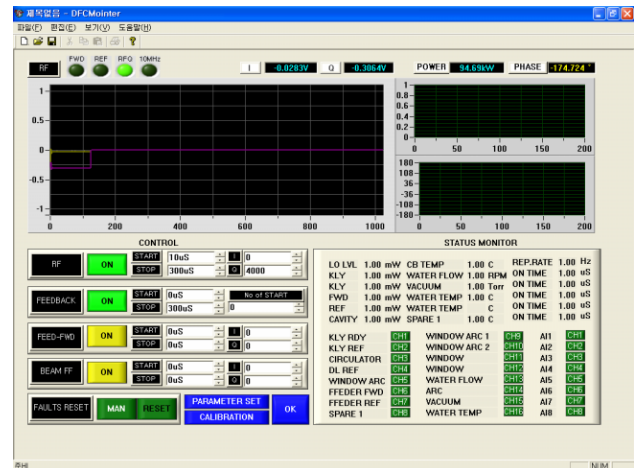 제목없음 - DFCMointer
파일(F) 편집(E) 보기(V) 도움말(H)
FWD REF RFQ 10MHz
RF I -0.0283V Q -0.3064V POWER 94.69kW PHASE -174.724 °
1
0.5
0
-0.5
-1
0 200 400 600 800 1000
1
0.8
0.6
0.4
0.2
0
0 50 100 150 200
180
108
36
-36
-108
-180
0 50 100 150 200
CONTROL
RF ON START 10uS I 0
STOP 300uS Q 4000
FEEDBACK ON START 0uS No of START
STOP 300uS 0
FEED-FWD ON START 0uS I 0
STOP 0uS Q 0
BEAM FF ON START 0uS I 0
STOP 0uS Q 0
FAULTS RESET MAN RESET PARAMETER SET OK
CALIBRATION
STATUS MONITOR
LO LVL 1.00 mW CB TEMP 1.00 C REP.RATE 1.00 Hz
KLY 1.00 mW WATER FLOW 1.00 RPM ON TIME 1.00 uS
KLY 1.00 mW VACUUM 1.00 Torr ON TIME 1.00 uS
FWD 1.00 mW WATER TEMP 1.00 C ON TIME 1.00 uS
REF 1.00 mW WATER TEMP C ON TIME 1.00 uS
CAVITY 1.00 mW SPARE 1 1.00 C ON TIME 1.00 uS
KLY RDY CH1 WINDOW ARC 1 CH9 AI1 CH1
KLY REF CH2 WINDOW ARC 2 CH10 AI2 CH2
CIRCULATOR CH3 WINDOW CH11 AI3 CH3
DL REF CH4 WINDOW CH12 AI4 CH4
WINDOW ARC CH5 WATER FLOW CH13 AI5 CH5
FFEDER FWD CH6 ARC CH14 AI6 CH6
FFEDER REF CH7 VACUUM CH15 AI7 CH7
SPARE 1 CH8 WATER TEMP CH16 AI8 CH8
준비 NUM